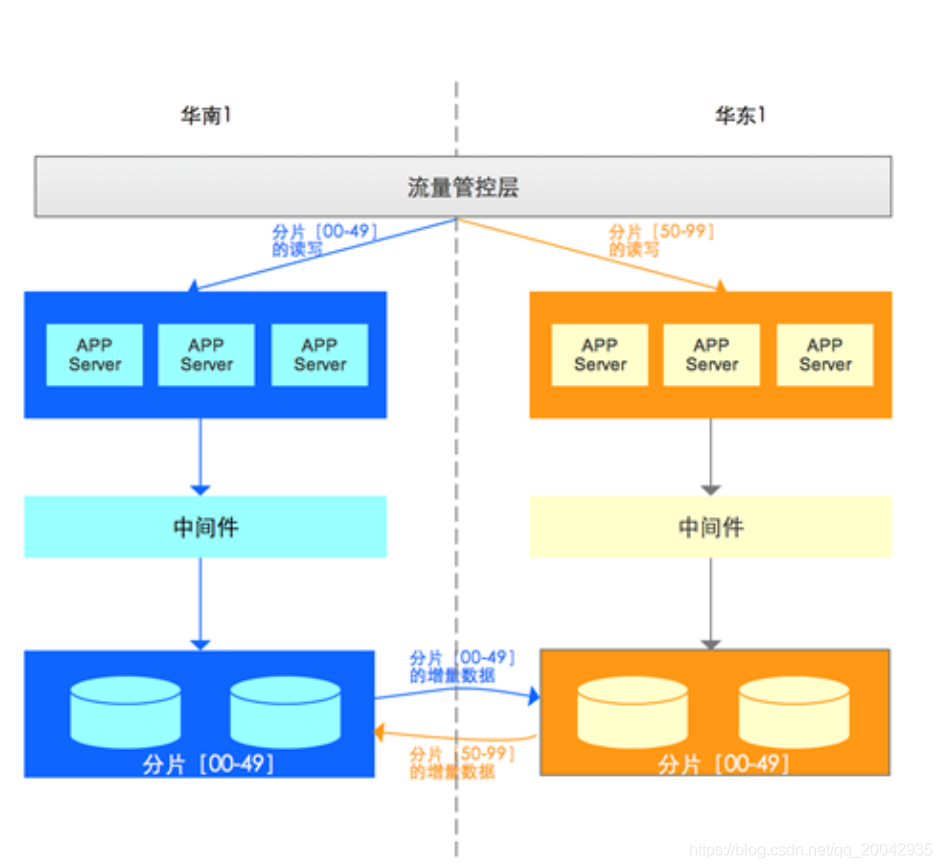 华南1
华东1
流量管控层
分片 [00-49]
的读写
分片 [50-99]
的读写
APP
Server
APP
Server
APP
Server
APP
Server
APP
Server
APP
Server
中间件
中间件
分片 [00-49]
的增量数据
分片 [50-99]
的增量数据
分片 [00-49]
分片 [00-49]
https://blog.csdn.net/qq_20042935